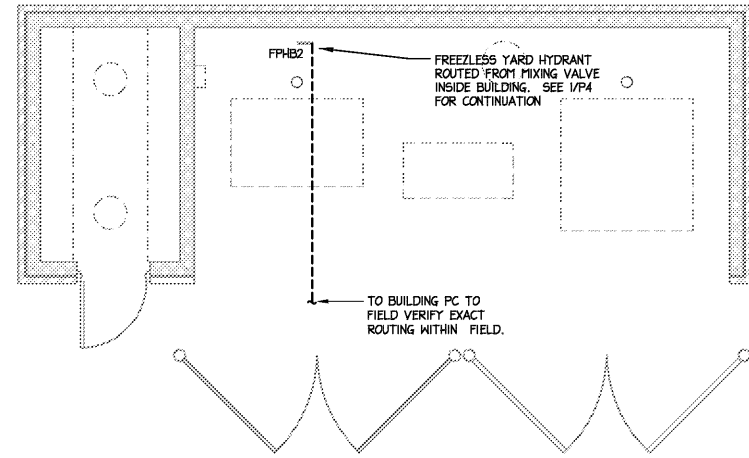 FPHB2
FREEZLESS YARD HYDRANT
ROUTED FROM MIXING VALVE
INSIDE BUILDING. SEE 1/P4
FOR CONTINUATION
TO BUILDING PC TO
FIELD VERIFY EXACT
ROUTING WITHIN FIELD.